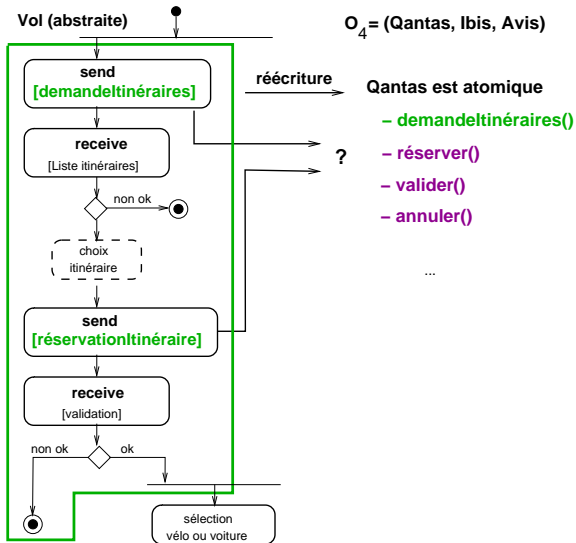 Vol (abstraite)
O4 = (Qantas, Ibis, Avis)
send
[demandeItinéraires]
réécriture
Qantas est atomique
– demandeItinéraires()
receive
[Liste itinéraires]
?
– réserver()
– valider()
non ok
– annuler()
choix
itinéraire
...
send
[réservationItinéraire]
receive
[validation]
non ok
ok
sélection
vélo ou voiture